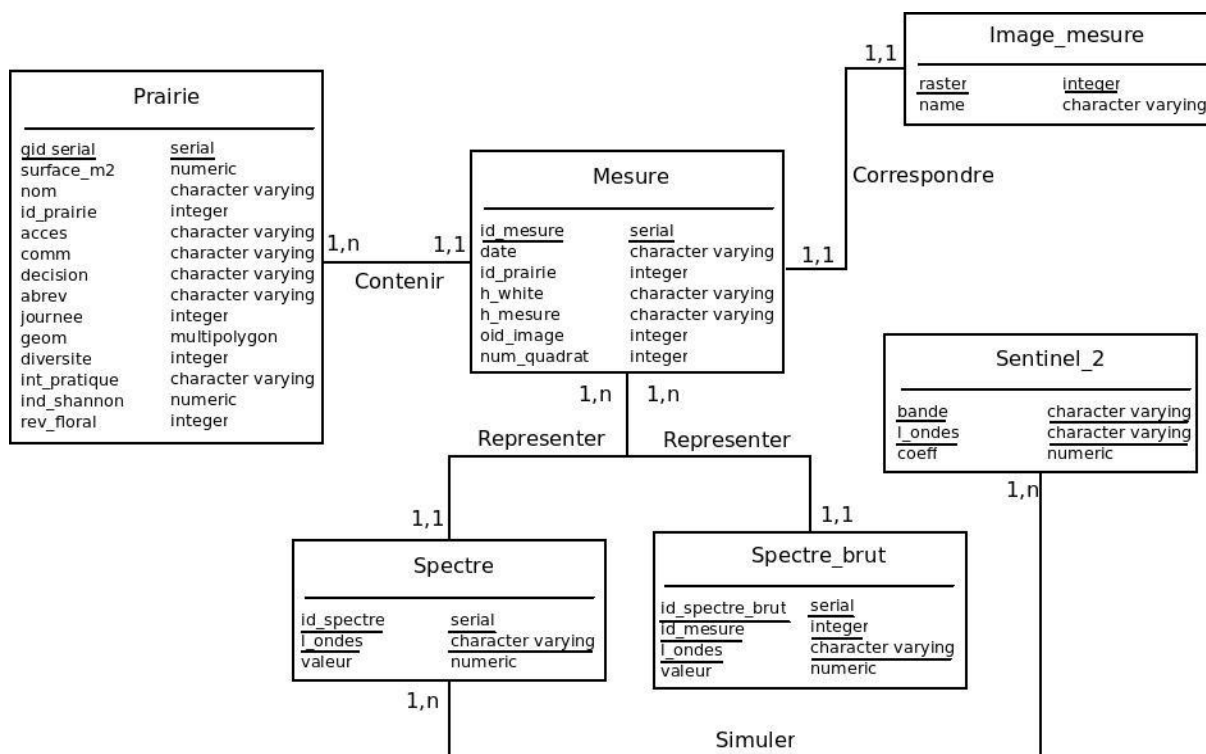 Prairie
gid serial serial
surface_m2 numeric
nom character varying
id_prairie integer
acces character varying
comm character varying
decision character varying
abrev character varying
journee integer
geom multipolygon
diversite integer
int_pratique character varying
ind_shannon numeric
rev_floral integer
1,n
1,1
Contenir
Mesure
id_mesure serial
date character varying
id_prairie integer
h_white character varying
h_mesure character varying
oid_image integer
num_quadrat integer
1,1
Correspondre
1,1
Image_mesure
raster integer
name character varying
Sentinel_2
bande character varying
l_ondes character varying
coeff numeric
1,n
1,n
1,n
Representer
Representer
1,1
1,1
Spectre
id_spectre serial
l_ondes character varying
valeur numeric
Spectre_brut
id_spectre_brut serial
id_mesure integer
l_ondes character varying
valeur numeric
1,n
Simuler